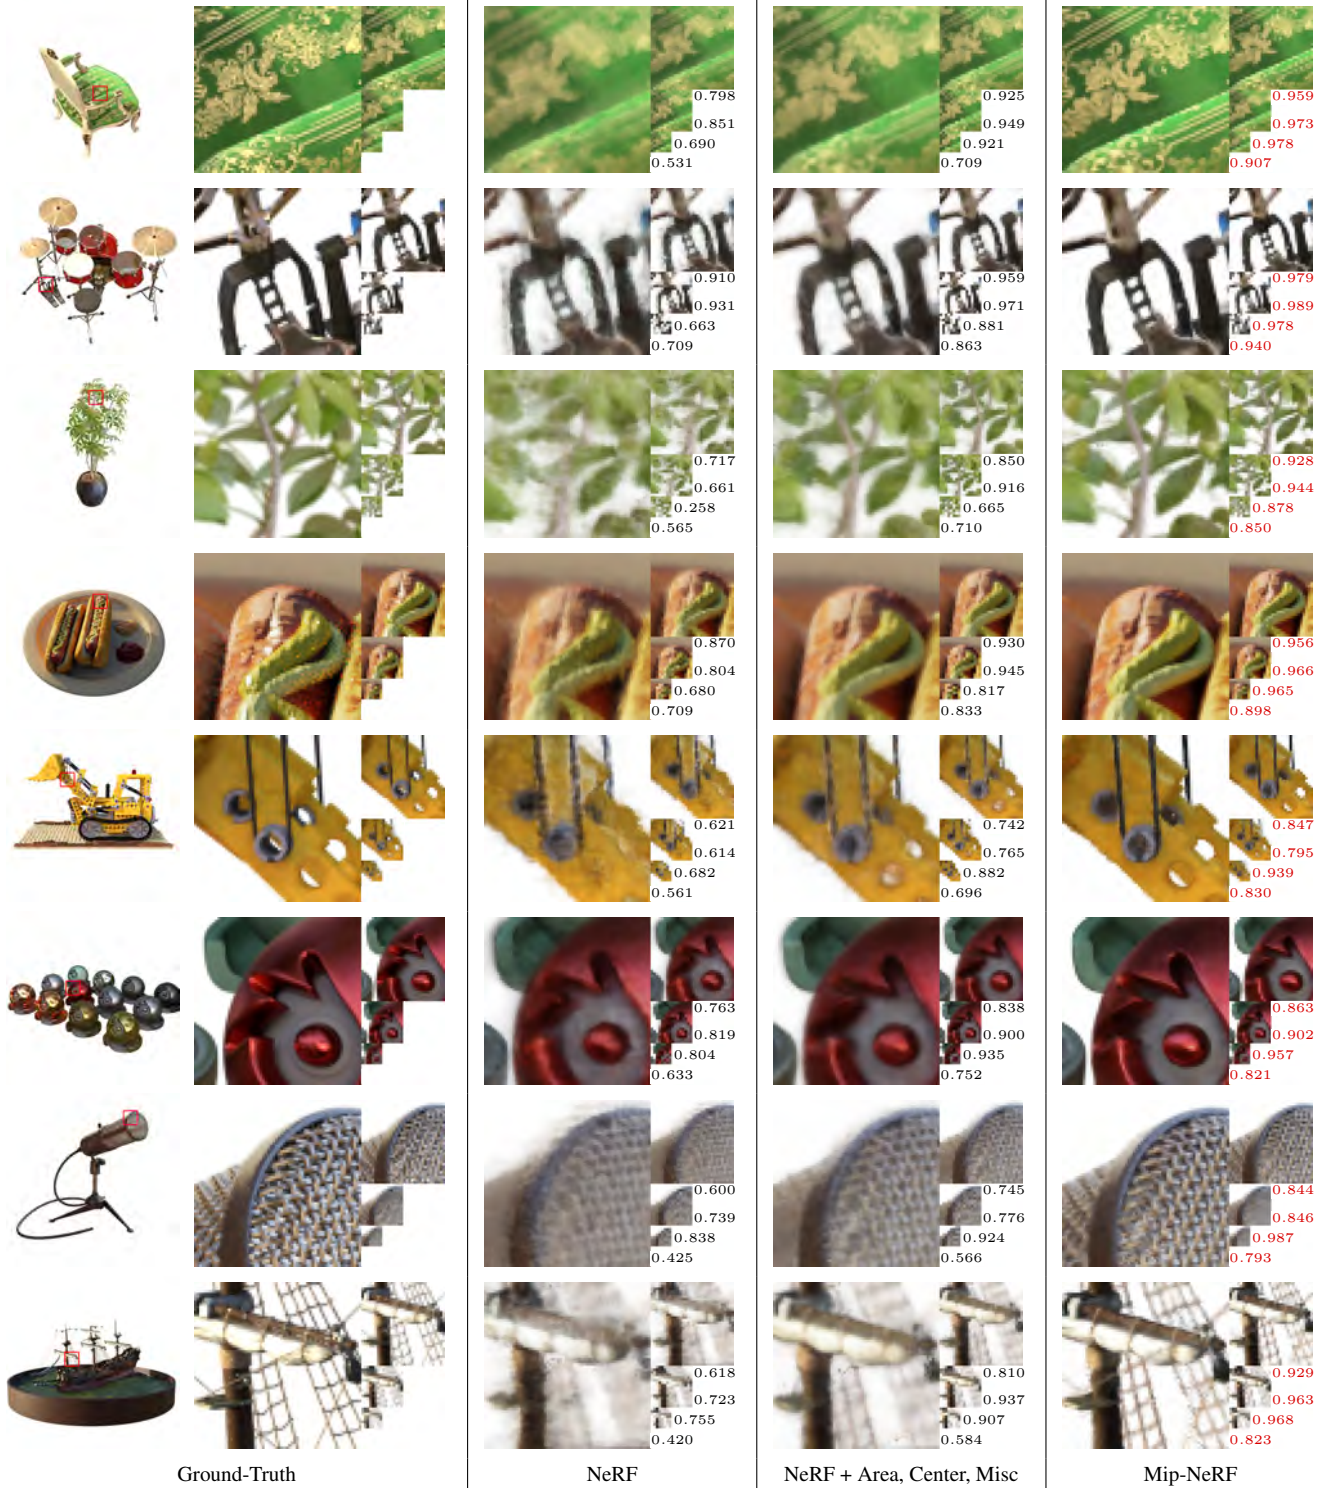 0.798 0.925 0.959
0.851 0.949 0.973
0.690 0.921 0.978
0.531 0.709 0.907
0.910 0.959 0.979
0.931 0.971 0.989
0.663 0.881 0.978
0.709 0.863 0.940
0.717 0.850 0.928
0.661 0.916 0.944
0.258 0.665 0.878
0.565 0.710 0.850
0.870 0.930 0.956
0.804 0.945 0.966
0.680 0.817 0.965
0.709 0.833 0.898
0.621 0.742 0.847
0.614 0.765 0.795
0.682 0.882 0.939
0.561 0.696 0.830
0.763 0.838 0.863
0.819 0.900 0.902
0.804 0.935 0.957
0.633 0.752 0.821
0.600 0.745 0.844
0.739 0.776 0.846
0.838 0.924 0.987
0.425 0.566 0.793
0.618 0.810 0.929
0.723 0.937 0.963
0.755 0.907 0.968
0.420 0.584 0.823
Ground-Truth NeRF NeRF + Area, Center, Misc Mip-NeRF